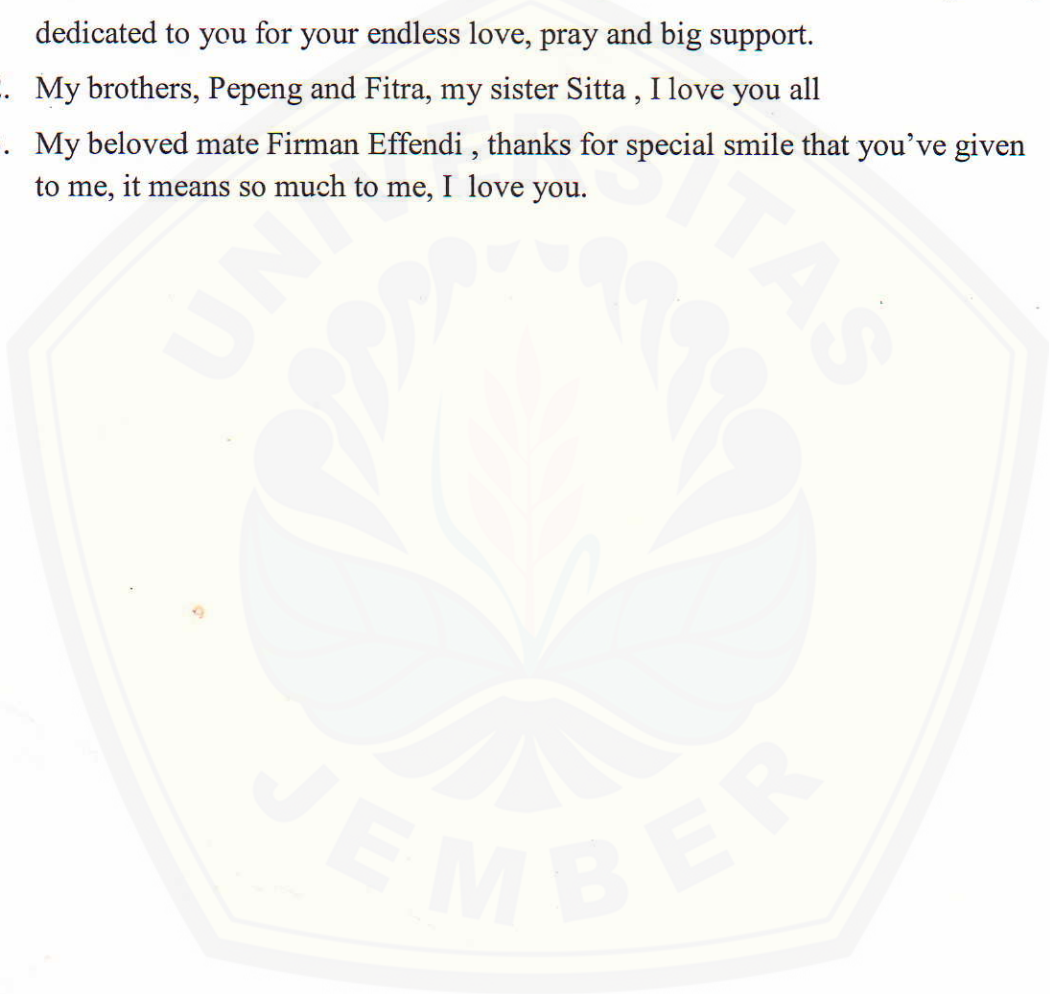 dedicated to you for your endless love, pray and big support.
. My brothers, Pepeng and Fitra, my sister Sitta , I love you all
. My beloved mate Firman Effendi , thanks for special smile that you’ve given
to me, it means so much to me, I love you.
UNIVERSITAS
JEMBER